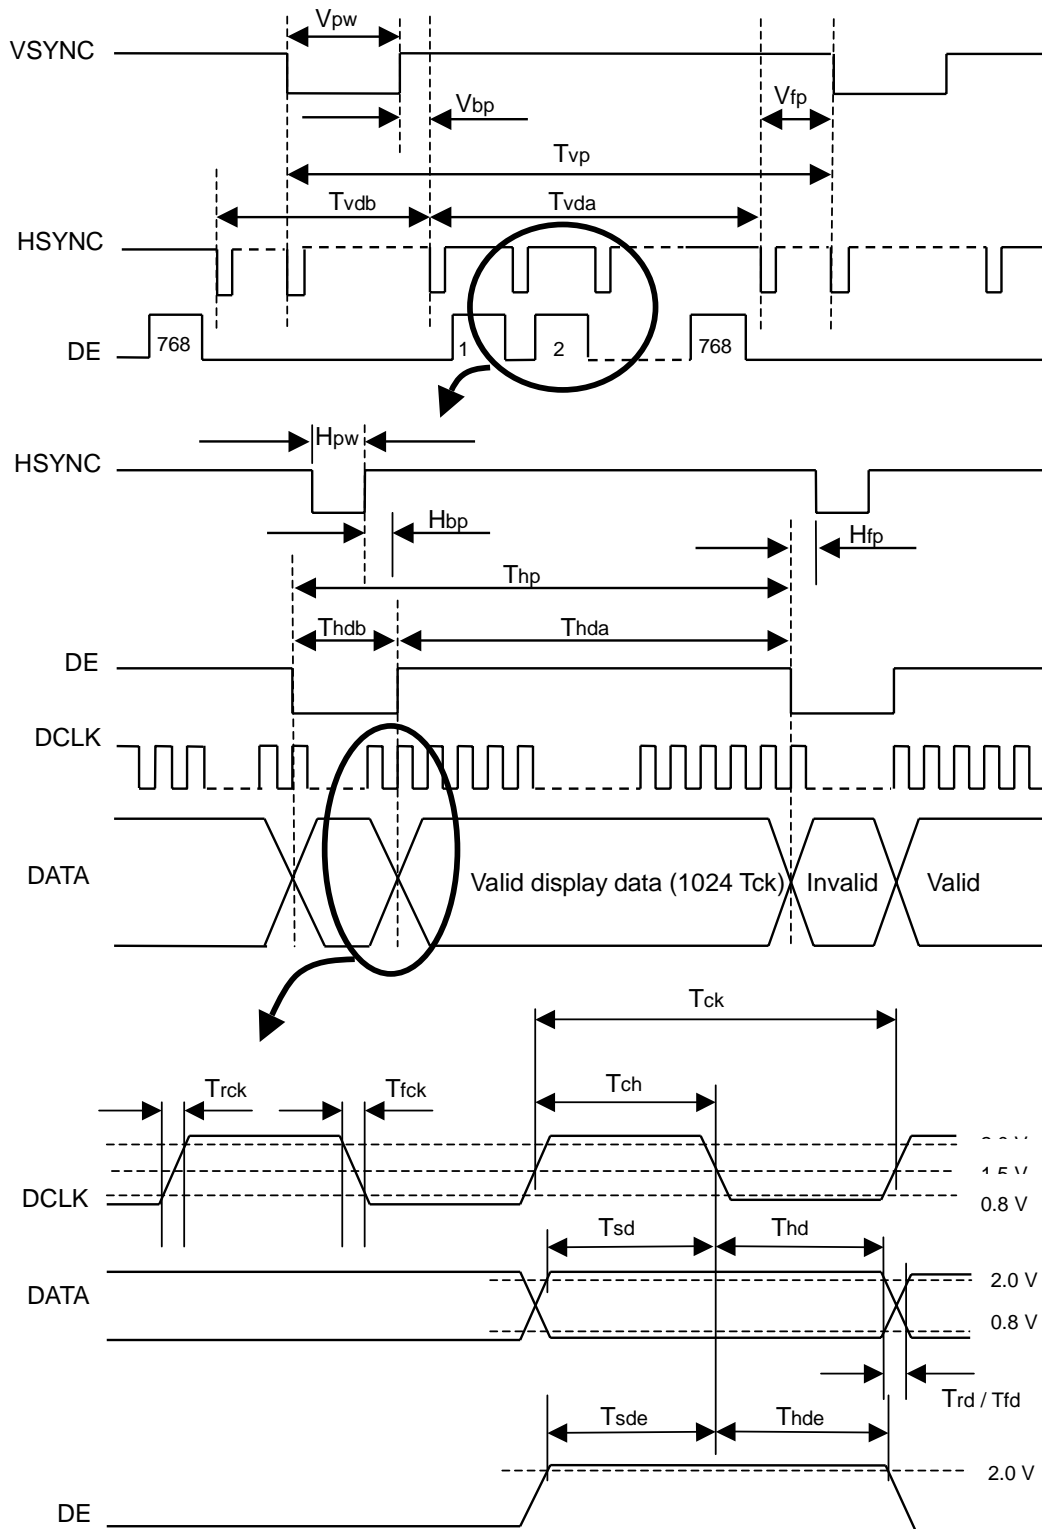 Vpw
VSYNC
Vbp
Vfp
Tvp
Tvdb
Tvda
HSYNC
768
DE
1
2
768
Hpw
HSYNC
Hbp
Hfp
Thp
Thdb
Thda
DE
DCLK
DATA
Valid display data (1024 Tck)
Invalid
Valid
Tck
Trck
Tfck
Tch
DCLK
0.8 V
Tsd
Thd
DATA
2.0 V
0.8 V
Trd / Tfd
Tsde
Thde
2.0 V
DE